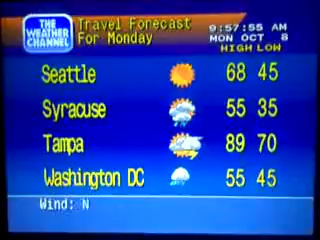 THE WEATHER CHANNEL
Travel Forecast
For Monday
9:57:55 AM
MON OCT 8
HIGH LOW
Seattle 68 45
Syracuse 55 35
Tampa 89 70
Washington DC 55 45
Wind: N